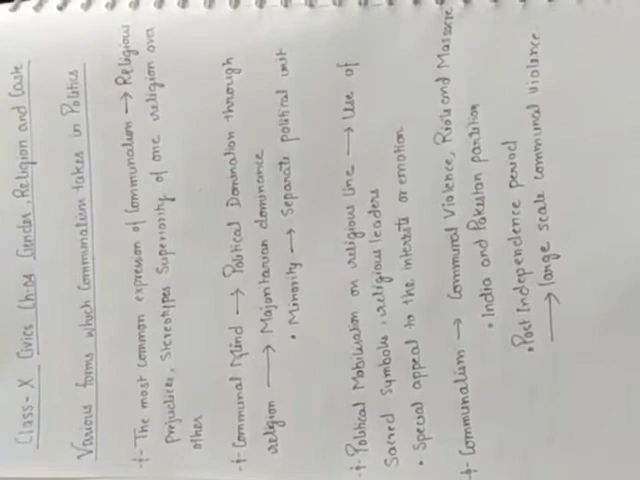 Class-X Civics Ch:04 Gender, Religion and Caste
Various forms which Communalism takes in Politics
-|- The most common expression of Communalism → Religious
Prejudices, Stereotypes Superiority of one religion over
other
-|- Communal Mind → Political Domination through
religion → Majoritarian dominance
• Minority → Separate political unit
-|- Political Mobilisation on religious line → Use of
Sacred Symbols, religious leaders
• Special appeal to the interests or emotion
-|- Communalism → Communal Violence, Riots and Massacre
• India and Pakistan partition
• Post Independence period
→ large scale communal violence